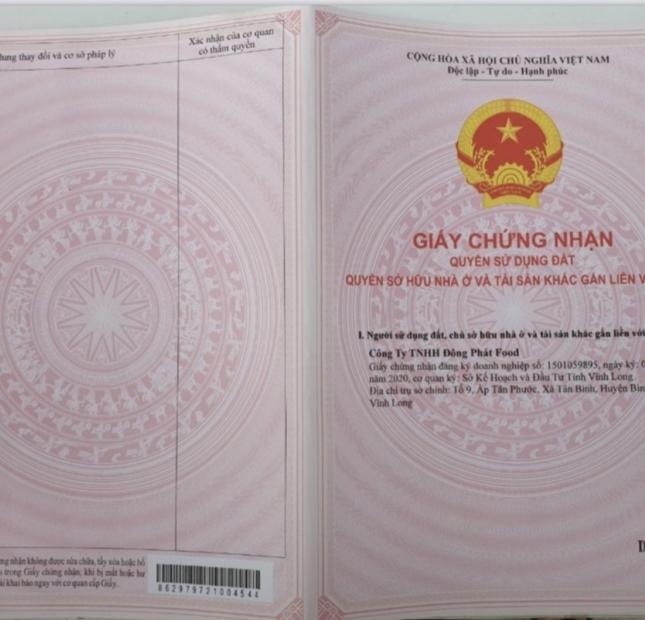 dung thay đổi và cơ sở pháp lý
Xác nhận của cơ quan
có thẩm quyền
nhận không được sửa chữa, tẩy xóa hoặc bổ
trong Giấy chứng nhận; khi bị mất hoặc hư
khai báo ngay với cơ quan cấp Giấy.
862979721004544
CỘNG HÒA XÃ HỘI CHỦ NGHĨA VIỆT NAM
Độc lập - Tự do - Hạnh phúc
GIẤY CHỨNG NHẬN
QUYỀN SỬ DỤNG ĐẤT
QUYỀN SỞ HỮU NHÀ Ở VÀ TÀI SẢN KHÁC GẮN LIỀN V
I. Người sử dụng đất, chủ sở hữu nhà ở và tài sản khác gắn liền với
Công Ty TNHH Đông Phát Food
Giấy chứng nhận đăng ký doanh nghiệp số: 1501059895, ngày ký: 0
năm 2020, cơ quan ký: Sở Kế Hoạch và Đầu Tư Tỉnh Vĩnh Long
Địa chỉ trụ sở chính: Tổ 9, Ấp Tân Phước, Xã Tân Bình, Huyện Bìn
Vĩnh Long